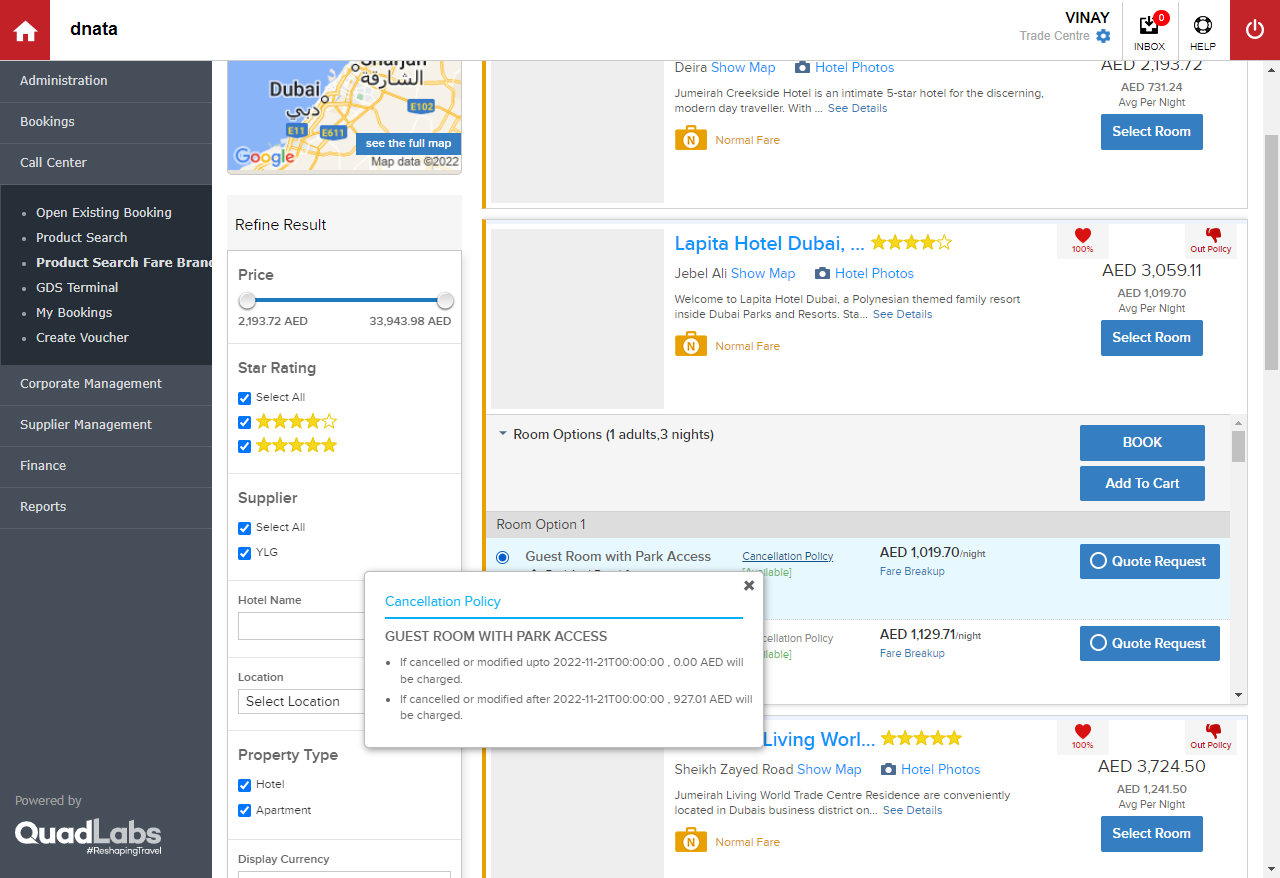 dnata
VINAY
Trade Centre
0
INBOX
HELP
Administration
Bookings
Call Center
Open Existing Booking
Product Search
Product Search Fare Brand
GDS Terminal
My Bookings
Create Voucher
Corporate Management
Supplier Management
Finance
Reports
Powered by
QuadLabs
#ReshapingTravel
Sharjah
الشارقة
Dubai
دبي
E102
E11
E611
see the full map
Google
Map data ©2022
Refine Result
Price
2,193.72 AED
33,943.98 AED
Star Rating
Select All
Supplier
Select All
YLG
Hotel Name
Location
Select Location
Property Type
Hotel
Apartment
Display Currency
Deira Show Map Hotel Photos
Jumeirah Creekside Hotel is an intimate 5-star hotel for the discerning,
modern day traveller. With ... See Details
N Normal Fare
AED 2,193.72
AED 731.24
Avg Per Night
Select Room
Lapita Hotel Dubai, ...
100%
Out Policy
Jebel Ali Show Map Hotel Photos
Welcome to Lapita Hotel Dubai, a Polynesian themed family resort
inside Dubai Parks and Resorts. Sta... See Details
N Normal Fare
AED 3,059.11
AED 1,019.70
Avg Per Night
Select Room
Room Options (1 adults,3 nights)
BOOK
Add To Cart
Room Option 1
Guest Room with Park Access
Cancellation Policy
AED 1,019.70/night
Fare Breakup
Quote Request
ncellation Policy
ilable]
AED 1,129.71/night
Fare Breakup
Quote Request
Cancellation Policy
GUEST ROOM WITH PARK ACCESS
If cancelled or modified upto 2022-11-21T00:00:00 , 0.00 AED will
be charged.
If cancelled or modified after 2022-11-21T00:00:00 , 927.01 AED will
be charged.
Living Worl...
100%
Out Policy
Sheikh Zayed Road Show Map Hotel Photos
Jumeirah Living World Trade Centre Residence are conveniently
located in Dubais business district on... See Details
N Normal Fare
AED 3,724.50
AED 1,241.50
Avg Per Night
Select Room